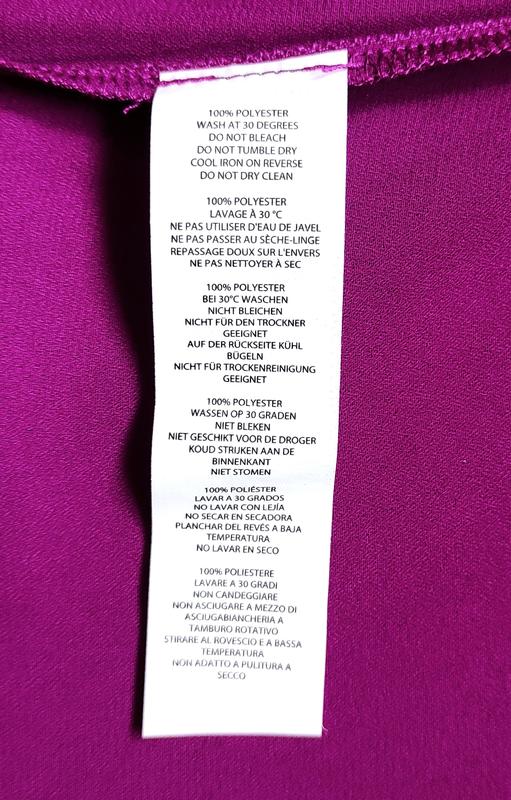 100% POLYESTER
WASH AT 30 DEGREES
DO NOT BLEACH
DO NOT TUMBLE DRY
COOL IRON ON REVERSE
DO NOT DRY CLEAN
100% POLYESTER
LAVAGE À 30 °C
NE PAS UTILISER D'EAU DE JAVEL
NE PAS PASSER AU SÈCHE-LINGE
REPASSAGE DOUX SUR L'ENVERS
NE PAS NETTOYER À SEC
100% POLYESTER
BEI 30°C WASCHEN
NICHT BLEICHEN
NICHT FÜR DEN TROCKNER
GEEIGNET
AUF DER RÜCKSEITE KÜHL
BÜGELN
NICHT FÜR TROCKENREINIGUNG
GEEIGNET
100% POLYESTER
WASSEN OP 30 GRADEN
NIET BLEKEN
NIET GESCHIKT VOOR DE DROGER
KOUD STRIJKEN AAN DE
BINNENKANT
NIET STOMEN
100% POLIÉSTER
LAVAR A 30 GRADOS
NO LAVAR CON LEJÍA
NO SECAR EN SECADORA
PLANCHAR DEL REVÉS A BAJA
TEMPERATURA
NO LAVAR EN SECO
100% POLIESTERE
LAVARE A 30 GRADI
NON CANDEGGIARE
NON ASCIUGARE A MEZZO DI
ASCIUGABIANCHERIA A
TAMBURO ROTATIVO
STIRARE AL ROVESCIO E A BASSA
TEMPERATURA
NON ADATTO A PULITURA A
SECCO